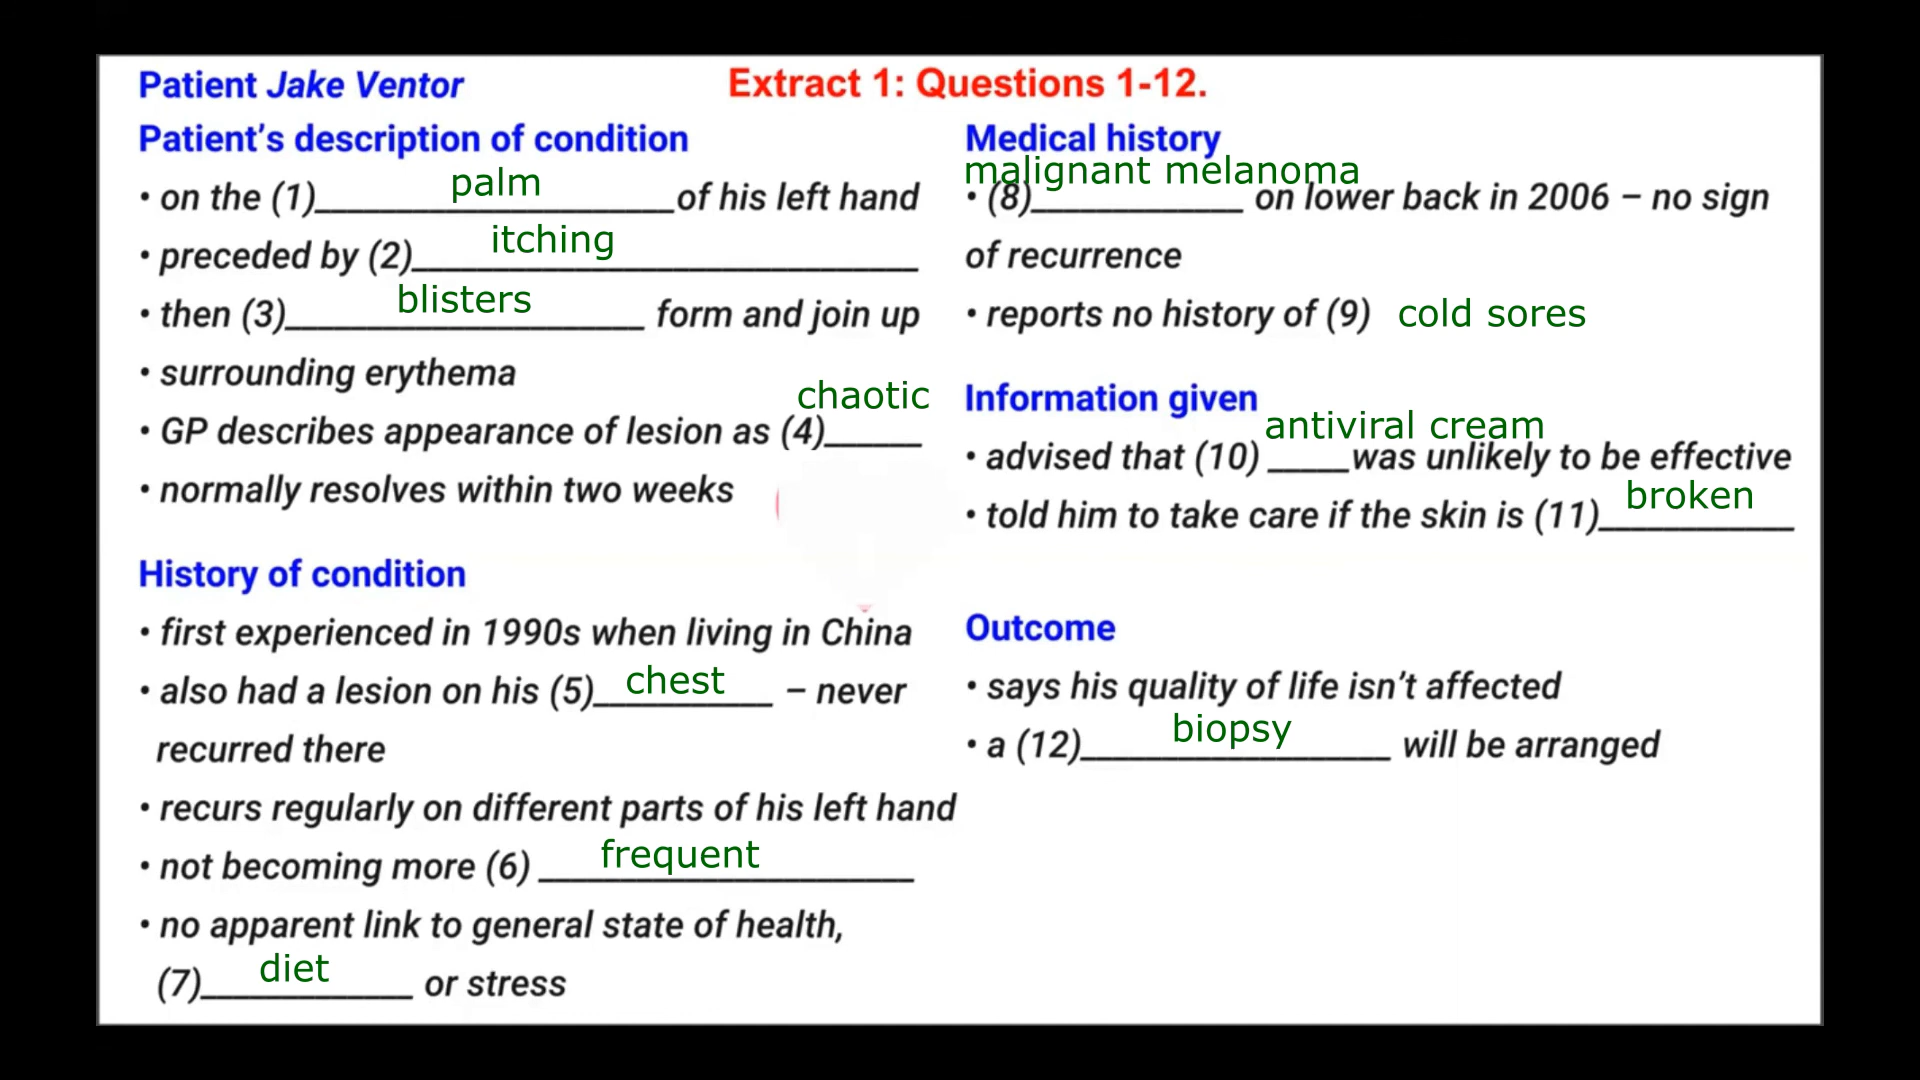 Patient Jake Ventor
Extract 1: Questions 1-12.
Patient's description of condition
• on the (1) palm of his left hand
• preceded by (2) itching
• then (3) blisters form and join up
• surrounding erythema
• GP describes appearance of lesion as (4) chaotic
• normally resolves within two weeks
History of condition
• first experienced in 1990s when living in China
• also had a lesion on his (5) chest – never
recurred there
• recurs regularly on different parts of his left hand
• not becoming more (6) frequent
• no apparent link to general state of health,
(7) diet or stress
Medical history
• (8) malignant melanoma on lower back in 2006 – no sign
of recurrence
• reports no history of (9) cold sores
Information given
• advised that (10) antiviral cream was unlikely to be effective
• told him to take care if the skin is (11) broken
Outcome
• says his quality of life isn't affected
• a (12) biopsy will be arranged